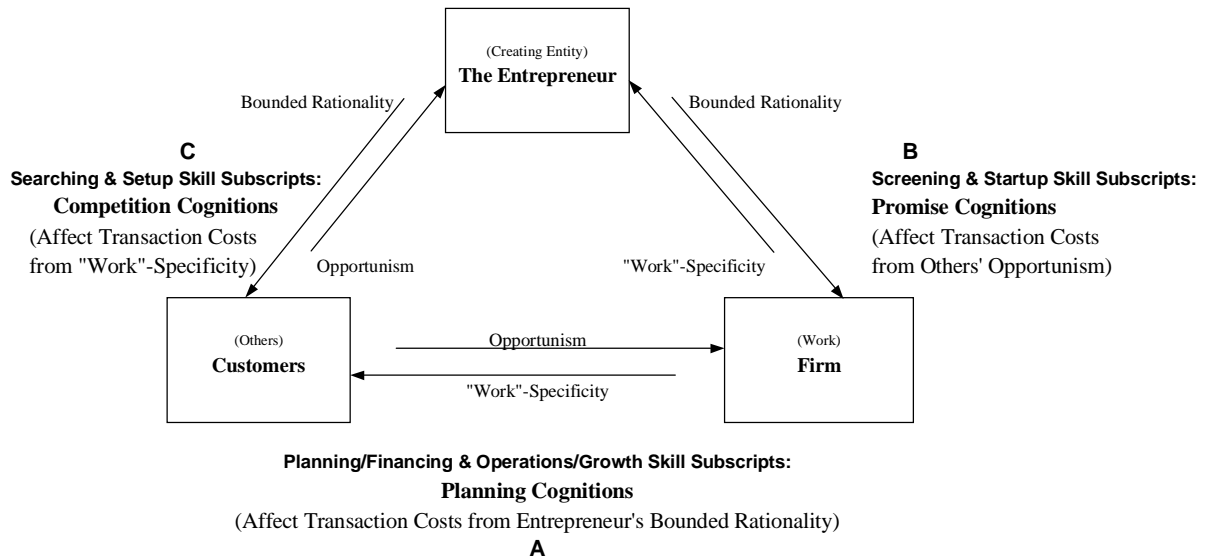 (Creating Entity)
The Entrepreneur
Bounded Rationality
Bounded Rationality
C
Searching & Setup Skill Subscripts:
Competition Cognitions
(Affect Transaction Costs
from "Work"-Specificity)
B
Screening & Startup Skill Subscripts:
Promise Cognitions
(Affect Transaction Costs
from Others' Opportunism)
Opportunism
"Work"-Specificity
(Others)
Customers
Opportunism
"Work"-Specificity
(Work)
Firm
Planning/Financing & Operations/Growth Skill Subscripts:
Planning Cognitions
(Affect Transaction Costs from Entrepreneur's Bounded Rationality)
A